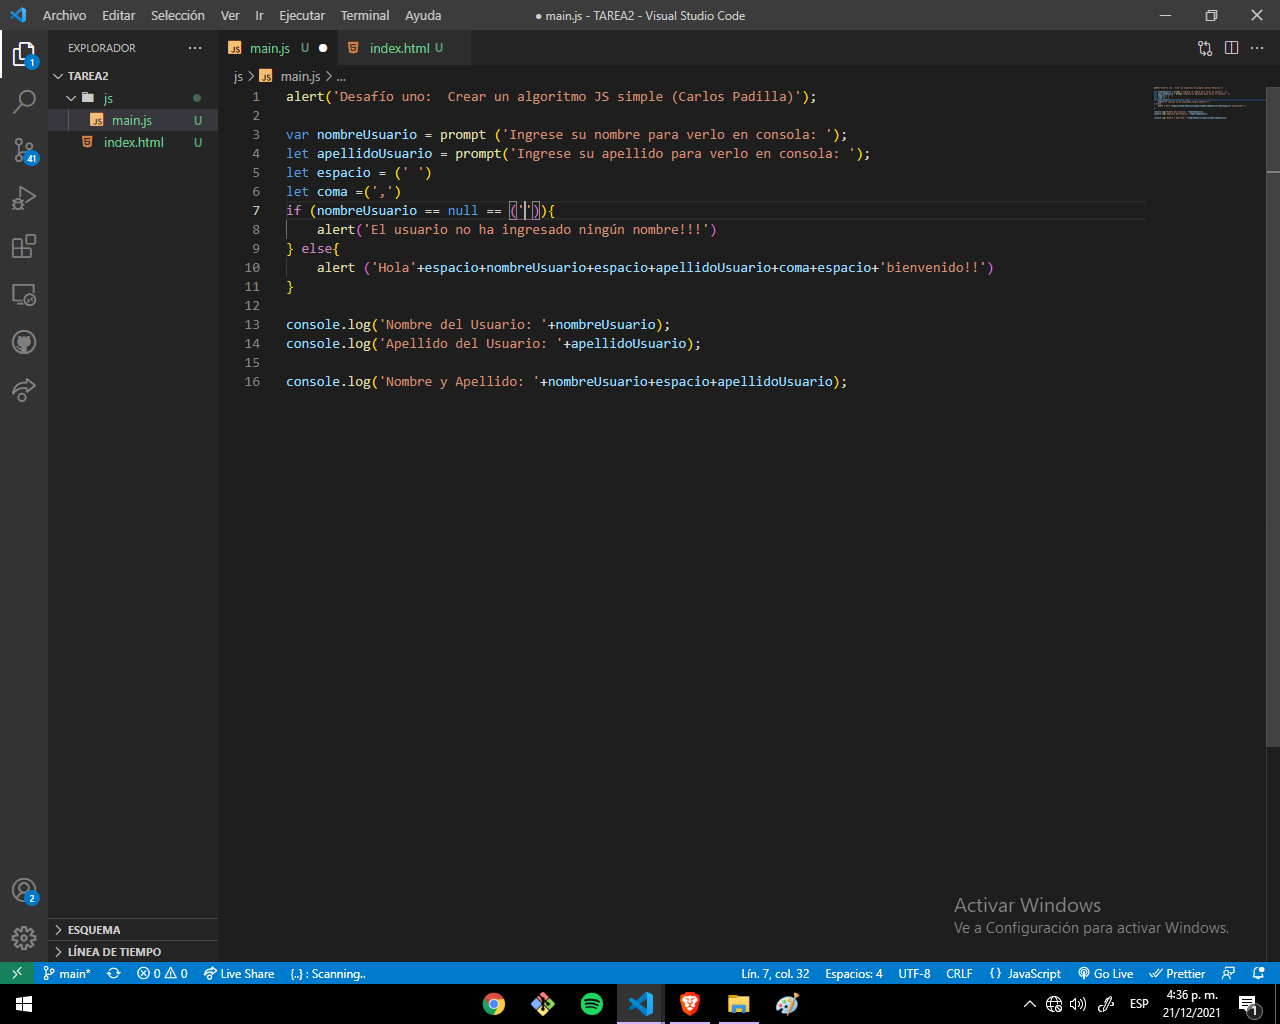 Archivo Editar Selección Ver Ir Ejecutar Terminal Ayuda ● main.js - TAREA2 - Visual Studio Code
EXPLORADOR ···
TAREA2
js
JS main.js U
index.html U
JS main.js U ●
index.html U
js > JS main.js > ...
1 alert('Desafío uno:  Crear un algoritmo JS simple (Carlos Padilla)');
2
3 var nombreUsuario = prompt ('Ingrese su nombre para verlo en consola: ');
4 let apellidoUsuario = prompt('Ingrese su apellido para verlo en consola: ');
5 let espacio = (' ')
6 let coma =(',')
7 if (nombreUsuario == null == ('')){
8     alert('El usuario no ha ingresado ningún nombre!!!')
9 } else{
10     alert ('Hola'+espacio+nombreUsuario+espacio+apellidoUsuario+coma+espacio+'bienvenido!!')
11 }
12
13 console.log('Nombre del Usuario: '+nombreUsuario);
14 console.log('Apellido del Usuario: '+apellidoUsuario);
15
16 console.log('Nombre y Apellido: '+nombreUsuario+espacio+apellidoUsuario);
1
41
2
ESQUEMA
LÍNEA DE TIEMPO
Activar Windows
Ve a Configuración para activar Windows.
main* 0 0 Live Share {..} : Scanning.. Lín. 7, col. 32 Espacios: 4 UTF-8 CRLF {} JavaScript Go Live Prettier
ESP 4:36 p. m. 1
21/12/2021